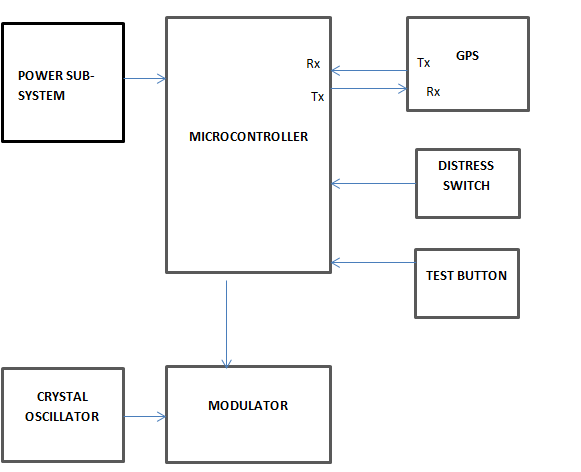 POWER SUB-
SYSTEM
MICROCONTROLLER
Rx
Tx
Tx
GPS
Rx
DISTRESS
SWITCH
TEST BUTTON
CRYSTAL
OSCILLATOR
MODULATOR